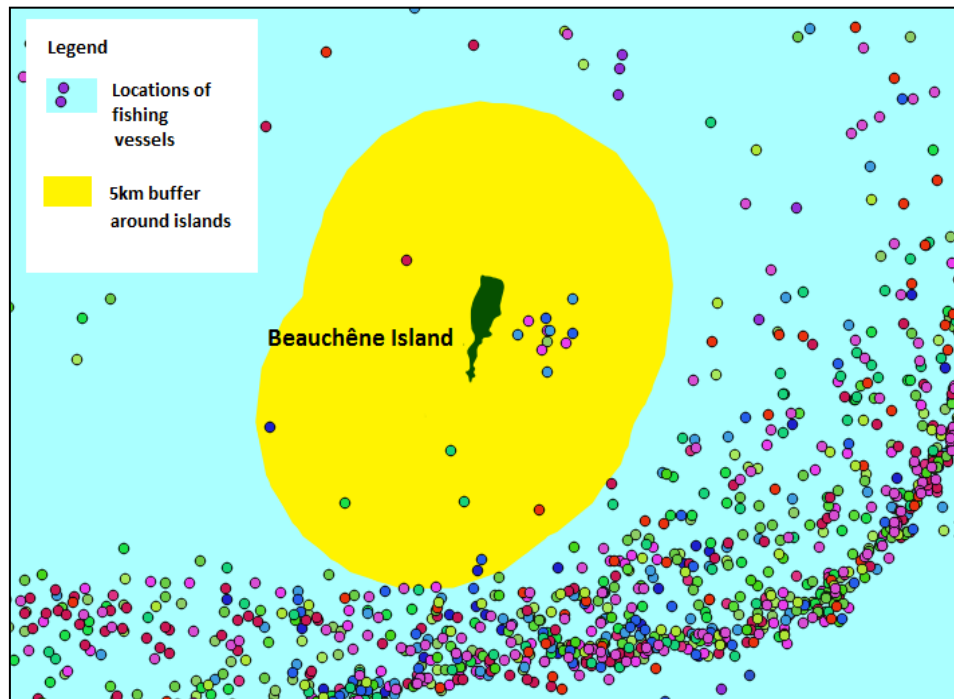 Legend
Locations of
fishing
vessels
5km buffer
around islands
Beauchêne Island